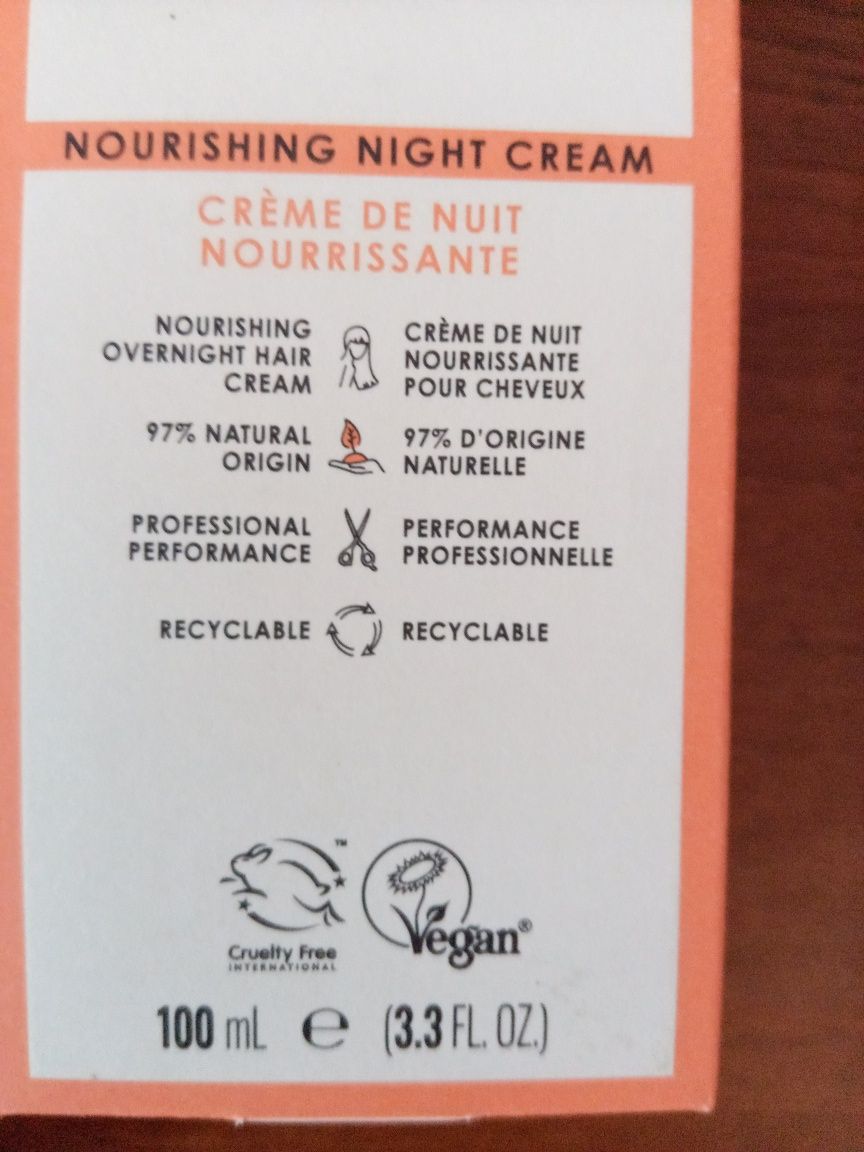 NOURISHING NIGHT CREAM
CRÈME DE NUIT
NOURRISSANTE
NOURISHING
OVERNIGHT HAIR
CREAM
CRÈME DE NUIT
NOURRISSANTE
POUR CHEVEUX
97% NATURAL
ORIGIN
97% D'ORIGINE
NATURELLE
PROFESSIONAL
PERFORMANCE
PERFORMANCE
PROFESSIONNELLE
RECYCLABLE
RECYCLABLE
TM
Cruelty Free
INTERNATIONAL
Vegan®
100 mL ℮ (3.3 FL. OZ.)